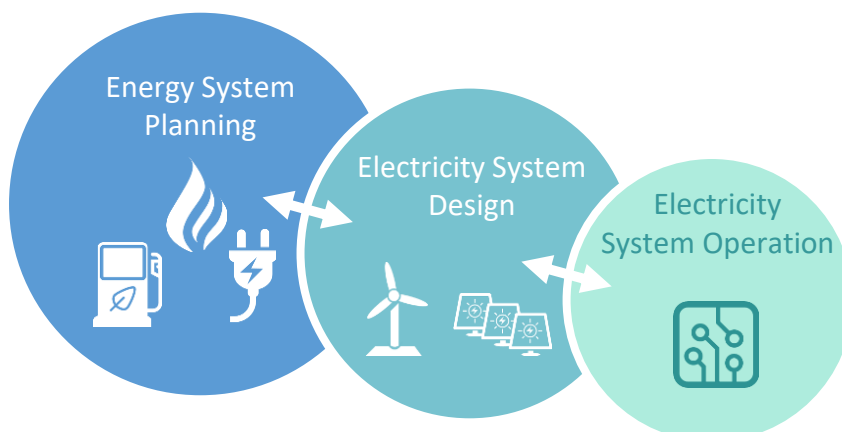 Energy System
Planning
Electricity System
Design
Electricity
System Operation